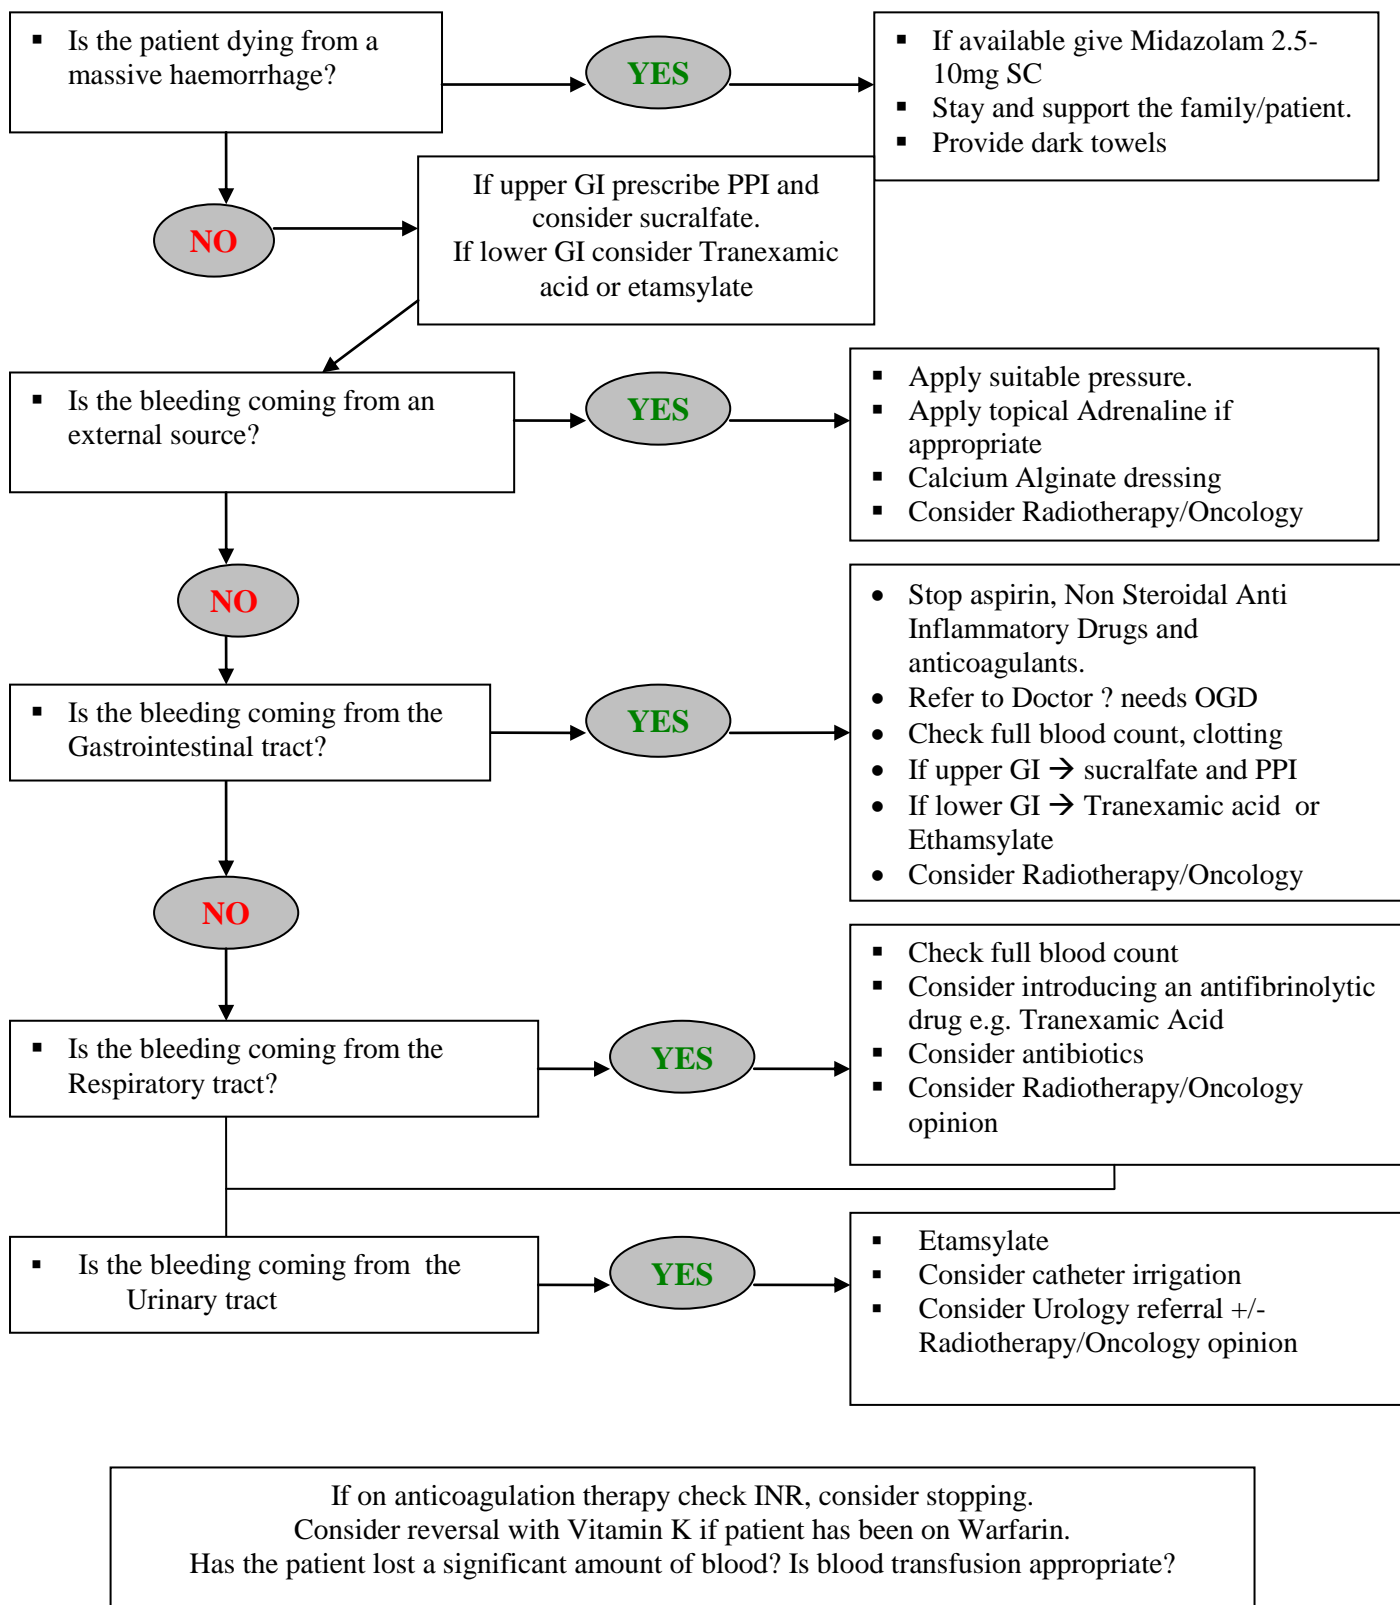 ▪ Is the patient dying from a
massive haemorrhage?
YES
▪ If available give Midazolam 2.5-
10mg SC
▪ Stay and support the family/patient.
▪ Provide dark towels
NO
If upper GI prescribe PPI and
consider sucralfate.
If lower GI consider Tranexamic
acid or etamsylate
▪ Is the bleeding coming from an
external source?
YES
▪ Apply suitable pressure.
▪ Apply topical Adrenaline if
appropriate
▪ Calcium Alginate dressing
▪ Consider Radiotherapy/Oncology
NO
▪ Is the bleeding coming from the
Gastrointestinal tract?
YES
• Stop aspirin, Non Steroidal Anti
Inflammatory Drugs and
anticoagulants.
• Refer to Doctor ? needs OGD
• Check full blood count, clotting
• If upper GI → sucralfate and PPI
• If lower GI → Tranexamic acid or
Ethamsylate
• Consider Radiotherapy/Oncology
NO
▪ Is the bleeding coming from the
Respiratory tract?
YES
▪ Check full blood count
▪ Consider introducing an antifibrinolytic
drug e.g. Tranexamic Acid
▪ Consider antibiotics
▪ Consider Radiotherapy/Oncology
opinion
▪ Is the bleeding coming from the
Urinary tract
YES
▪ Etamsylate
▪ Consider catheter irrigation
▪ Consider Urology referral +/-
Radiotherapy/Oncology opinion
If on anticoagulation therapy check INR, consider stopping.
Consider reversal with Vitamin K if patient has been on Warfarin.
Has the patient lost a significant amount of blood? Is blood transfusion appropriate?